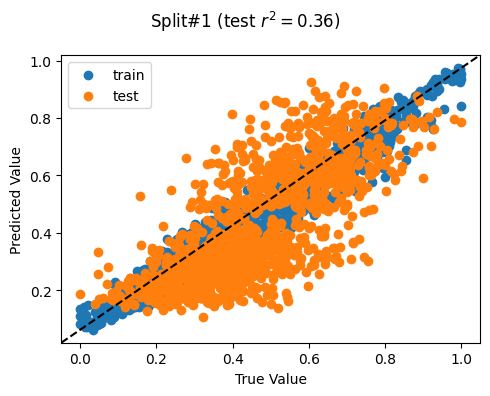 Split#1 (test $r^2 = 0.36$)
train
test
Predicted Value
1.0
0.8
0.6
0.4
0.2
0.0 0.2 0.4 0.6 0.8 1.0
True Value